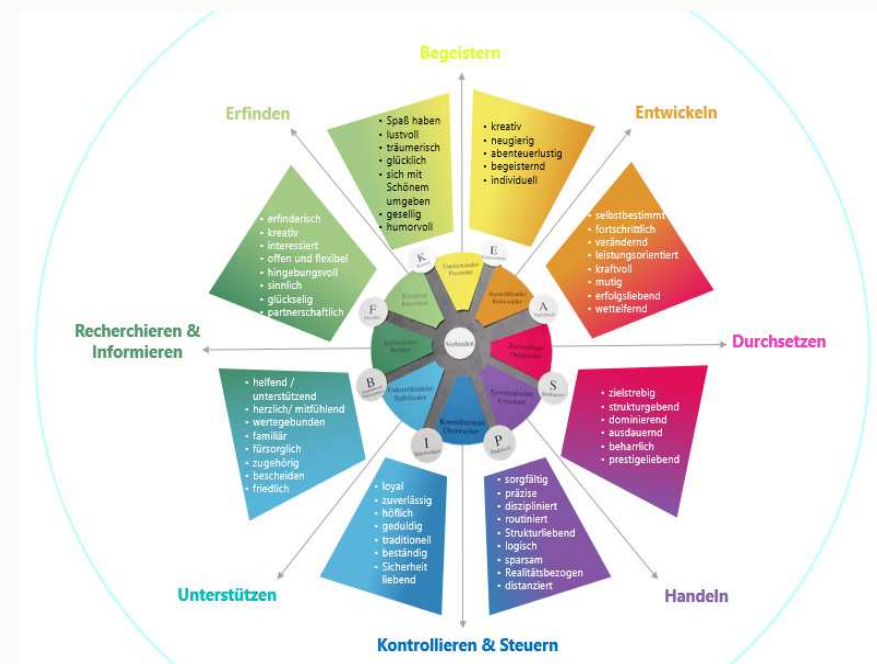 Begeistern
Erfinden
Entwickeln
• Spaß haben
• lustvoll
• träumerisch
• glücklich
• sich mit
Schönem
umgeben
• gesellig
• humorvoll
• kreativ
• neugierig
• abenteuerlustig
• begeisternd
• individuell
• erfinderisch
• kreativ
• interessiert
• offen und flexibel
• hingebungsvoll
• sinnlich
• glückselig
• partnerschaftlich
• selbstbestimmt
• fortschrittlich
• verändernd
• leistungsorientiert
• kraftvoll
• mutig
• erfolgsliebend
• wetteifernd
K
E
F
A
B
S
I
P
Verbinden
Recherchieren &
Informieren
Durchsetzen
• helfend /
unterstützend
• herzlich/ mitfühlend
• wertegebunden
• familiär
• fürsorglich
• zugehörig
• bescheiden
• friedlich
• zielstrebig
• strukturgebend
• dominierend
• ausdauernd
• beharrlich
• prestigeliebend
• loyal
• zuverlässig
• höflich
• geduldig
• traditionell
• beständig
• Sicherheit
liebend
• sorgfältig
• präzise
• diszipliniert
• routiniert
• Strukturliebend
• logisch
• sparsam
• Realitätsbezogen
• distanziert
Unterstützen
Handeln
Kontrollieren & Steuern